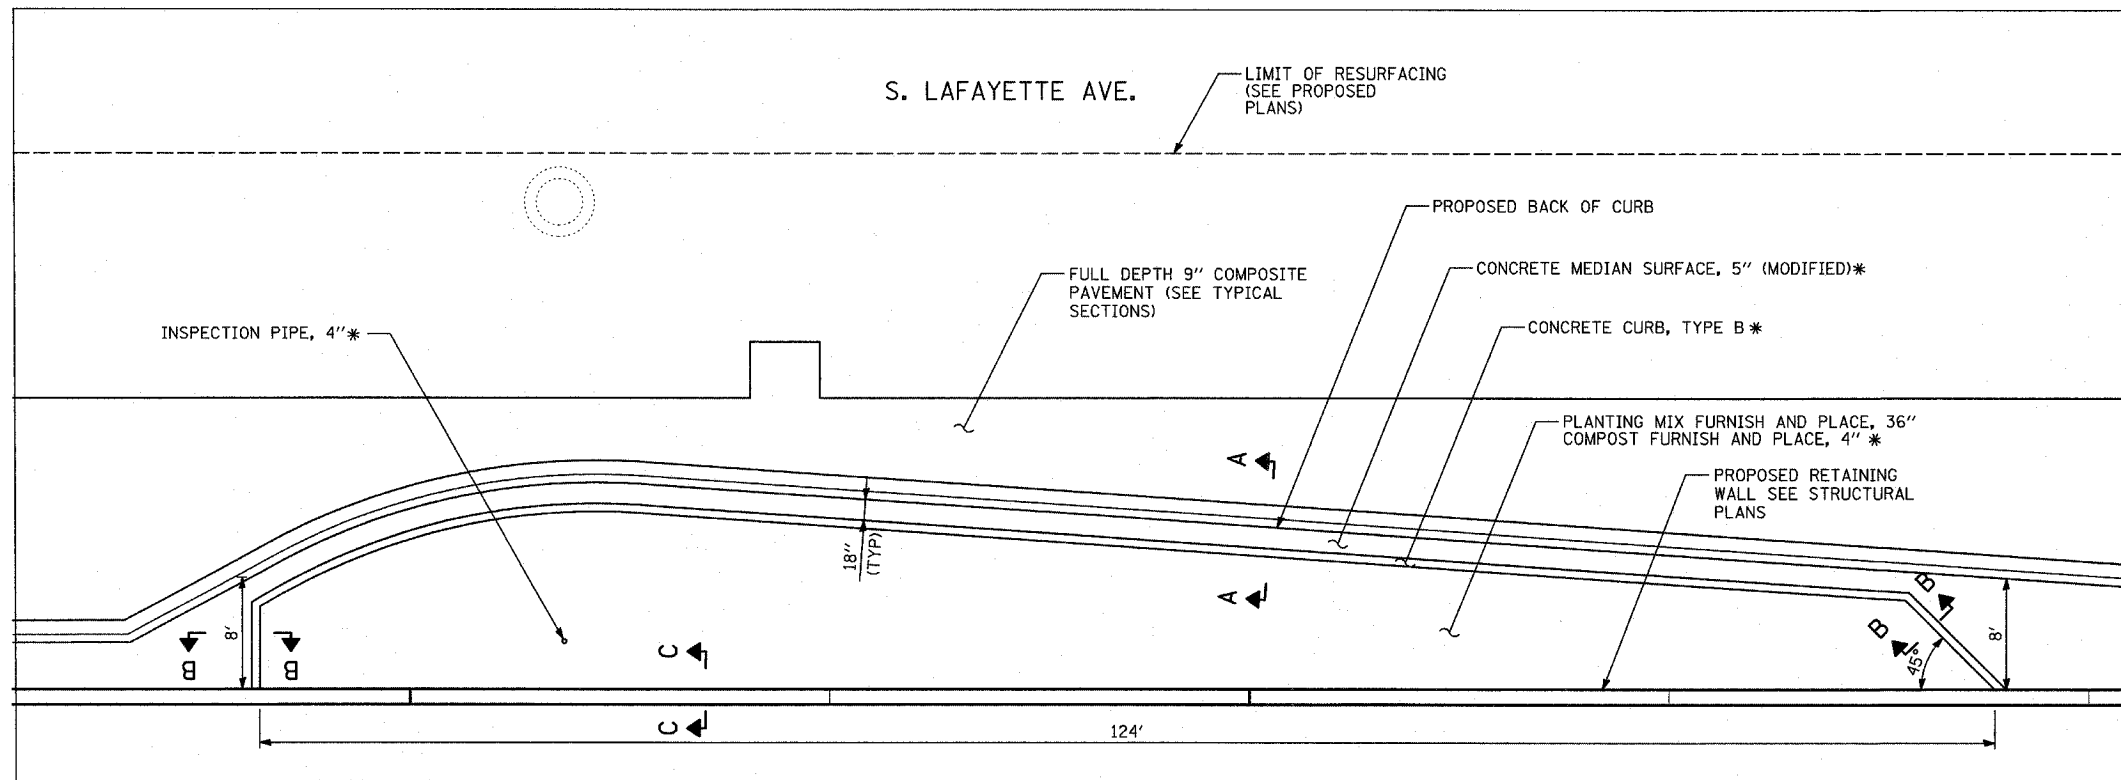 S. LAFAYETTE AVE.
LIMIT OF RESURFACING
(SEE PROPOSED
PLANS)
PROPOSED BACK OF CURB
FULL DEPTH 9" COMPOSITE
PAVEMENT (SEE TYPICAL
SECTIONS)
CONCRETE MEDIAN SURFACE, 5" (MODIFIED)*
INSPECTION PIPE, 4"*
CONCRETE CURB, TYPE B *
PLANTING MIX FURNISH AND PLACE, 36"
COMPOST FURNISH AND PLACE, 4" *
PROPOSED RETAINING
WALL SEE STRUCTURAL
PLANS
A
A
18"
(TYP)
B
B
8'
B
B
45°
8'
C
C
124'